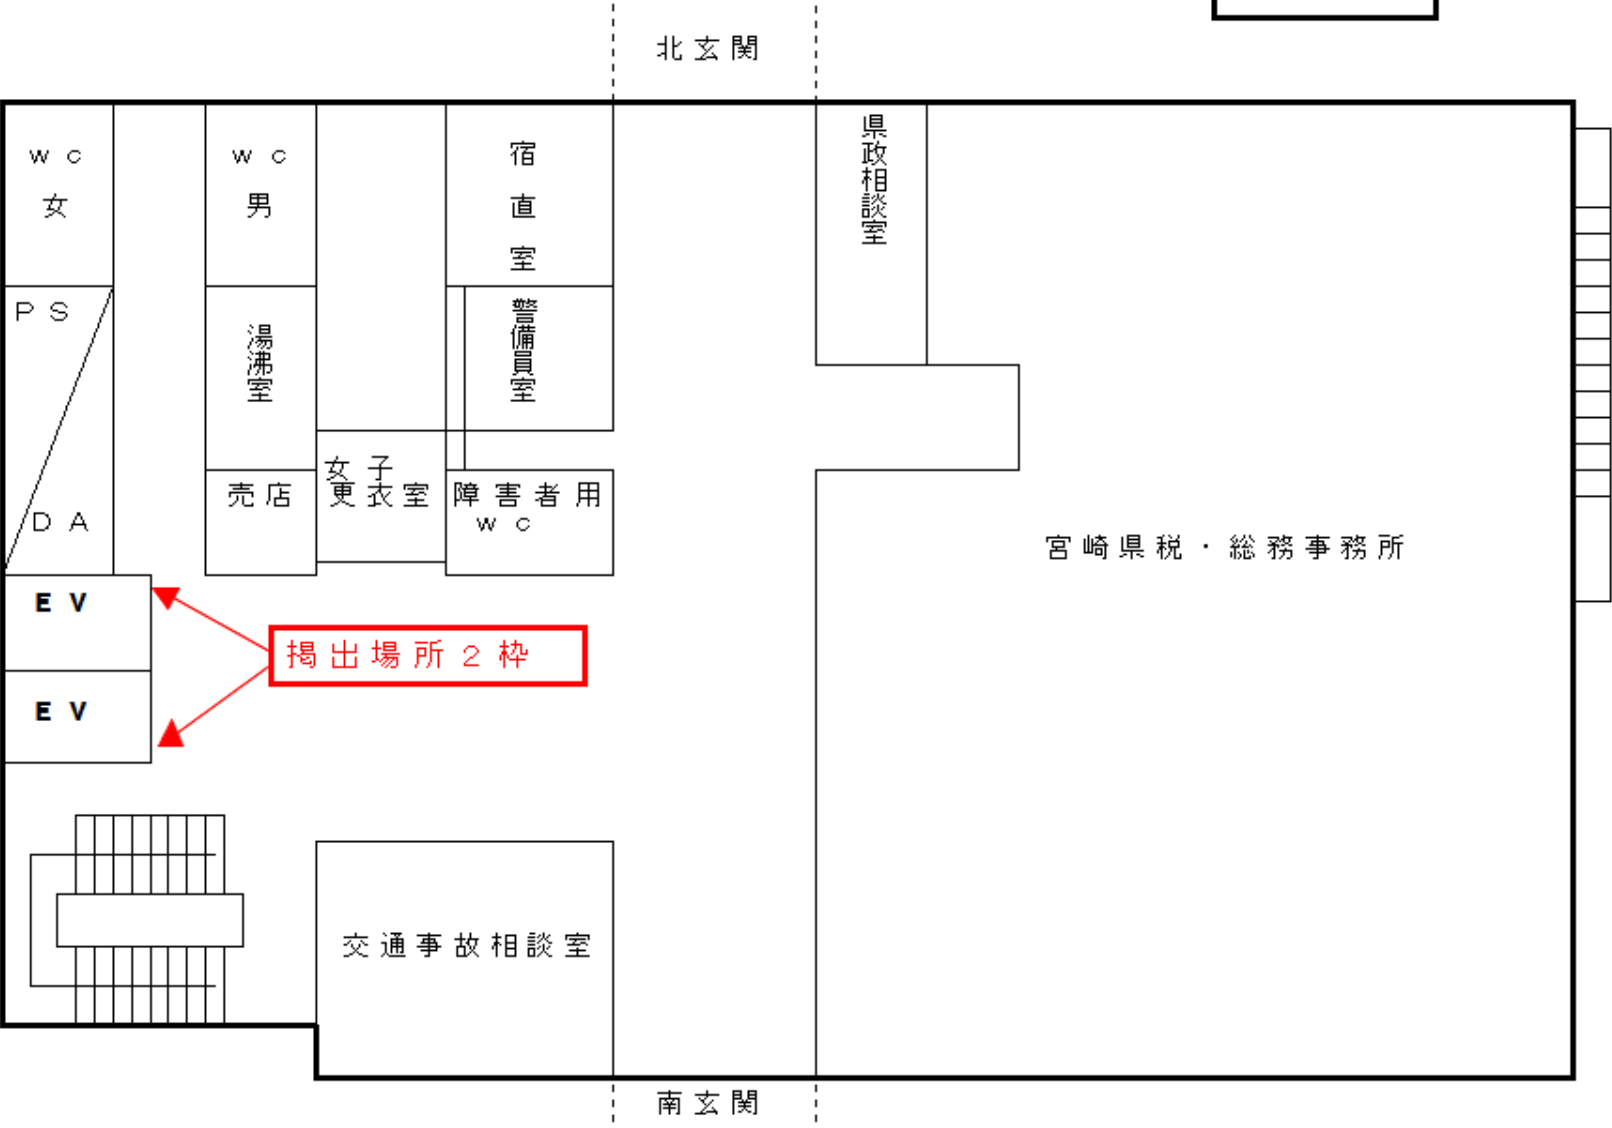 北玄関
ｗｃ
女
ｗｃ
男
宿直室
県政相談室
ＰＳ
ＤＡ
湯沸室
警備員室
売店
女子
更衣室
障害者用
ｗｃ
宮崎県税・総務事務所
ＥＶ
掲出場所２枠
ＥＶ
交通事故相談室
南玄関